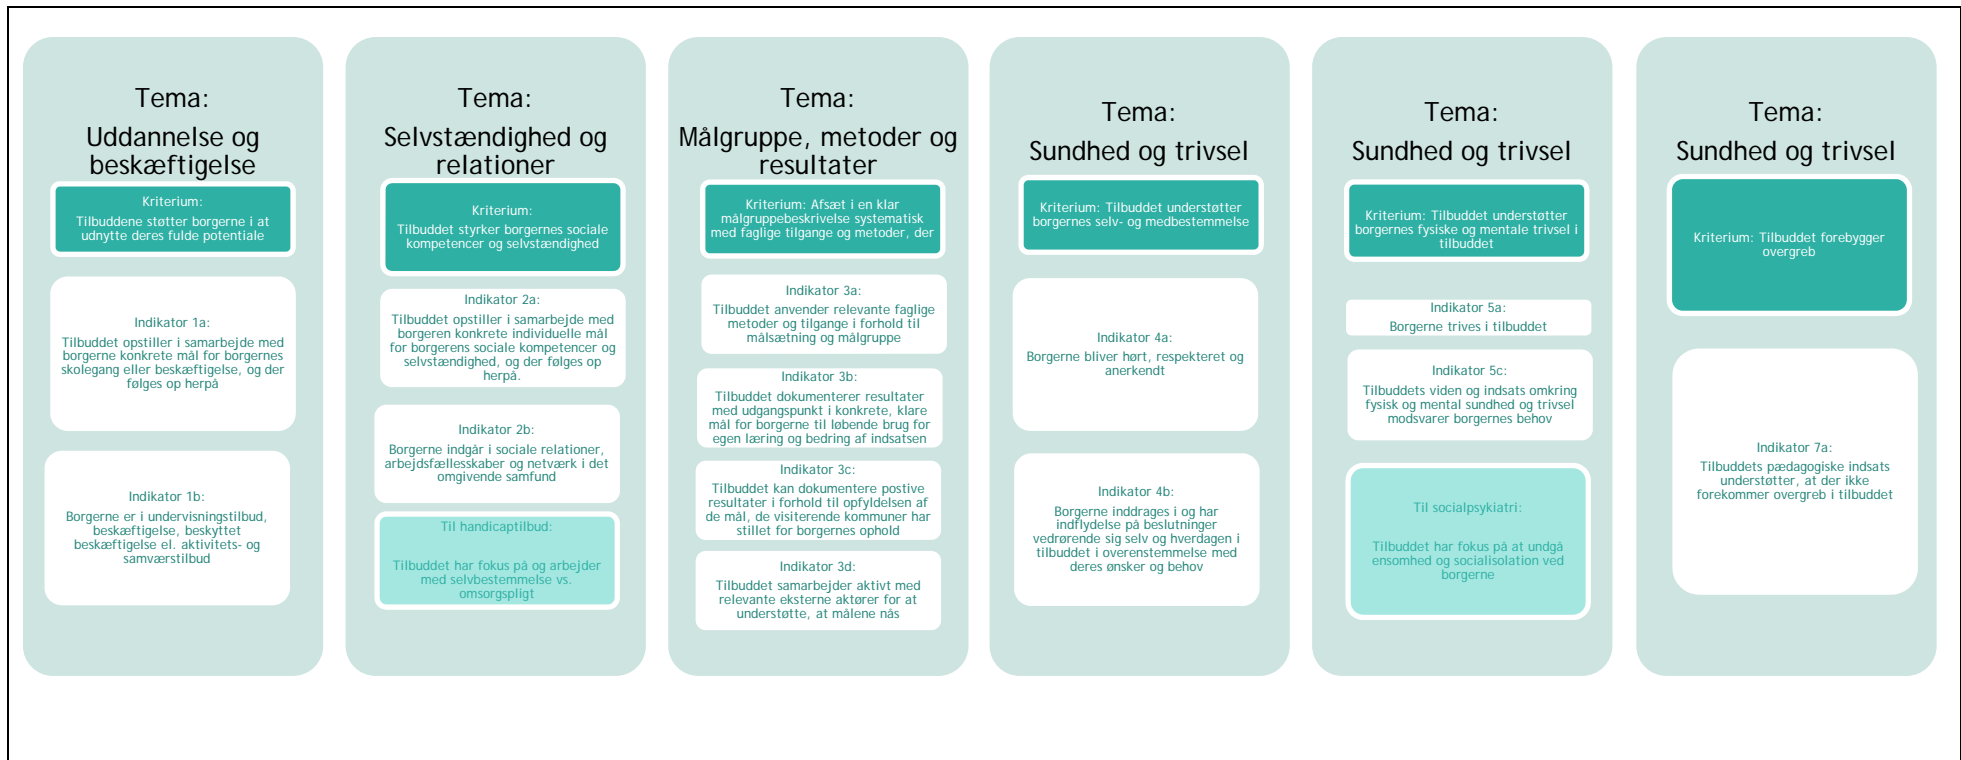 Tema:
Uddannelse og
beskæftigelse
Kriterium:
Tilbuddene støtter borgerne i at
udnytte deres fulde potentiale
Indikator 1a:
Tilbuddet opstiller i samarbejde med
borgerne konkrete mål for borgernes
skolegang eller beskæftigelse, og der
følges op herpå
Indikator 1b:
Borgerne er i undervisningtilbud,
beskæftigelse, beskyttet
beskæftigelse el. aktivitets- og
samværstilbud
Tema:
Selvstændighed og
relationer
Kriterium:
Tilbuddet styrker borgernes sociale
kompetencer og selvstændighed
Indikator 2a:
Tilbuddet opstiller i samarbejde med
borgeren konkrete individuelle mål
for borgerens sociale kompetencer og
selvstændighed, og der følges op
herpå.
Indikator 2b:
Borgerne indgår i sociale relationer,
arbejdsfællesskaber og netværk i det
omgivende samfund
Til handicaptilbud:
Tilbuddet har fokus på og arbejder
med selvbestemmelse vs.
omsorgspligt
Tema:
Målgruppe, metoder og
resultater
Kriterium: Afsæt i en klar
målgruppebeskrivelse systematisk
med faglige tilgange og metoder, der
Indikator 3a:
Tilbuddet anvender relevante faglige
metoder og tilgange i forhold til
målsætning og målgruppe
Indikator 3b:
Tilbuddet dokumenterer resultater
med udgangspunkt i konkrete, klare
mål for borgerne til løbende brug for
egen læring og bedring af indsatsen
Indikator 3c:
Tilbuddet kan dokumentere postive
resultater i forhold til opfyldelsen af
de mål, de visiterende kommuner har
stillet for borgernes ophold
Indikator 3d:
Tilbuddet samarbejder aktivt med
relevante eksterne aktører for at
understøtte, at målene nås
Tema:
Sundhed og trivsel
Kriterium: Tilbuddet understøtter
borgernes selv- og medbestemmelse
Indikator 4a:
Borgerne bliver hørt, respekteret og
anerkendt
Indikator 4b:
Borgerne inddrages i og har
indflydelse på beslutninger
vedrørende sig selv og hverdagen i
tilbuddet i overenstemmelse med
deres ønsker og behov
Tema:
Sundhed og trivsel
Kriterium: Tilbuddet understøtter
borgernes fysiske og mentale trivsel i
tilbuddet
Indikator 5a:
Borgerne trives i tilbuddet
Indikator 5c:
Tilbuddets viden og indsats omkring
fysisk og mental sundhed og trivsel
modsvarer borgernes behov
Til socialpsykiatri:
Tilbuddet har fokus på at undgå
ensomhed og socialisolation ved
borgerne
Tema:
Sundhed og trivsel
Kriterium: Tilbuddet forebygger
overgreb
Indikator 7a:
Tilbuddets pædagogiske indsats
understøtter, at der ikke
forekommer overgreb i tilbuddet